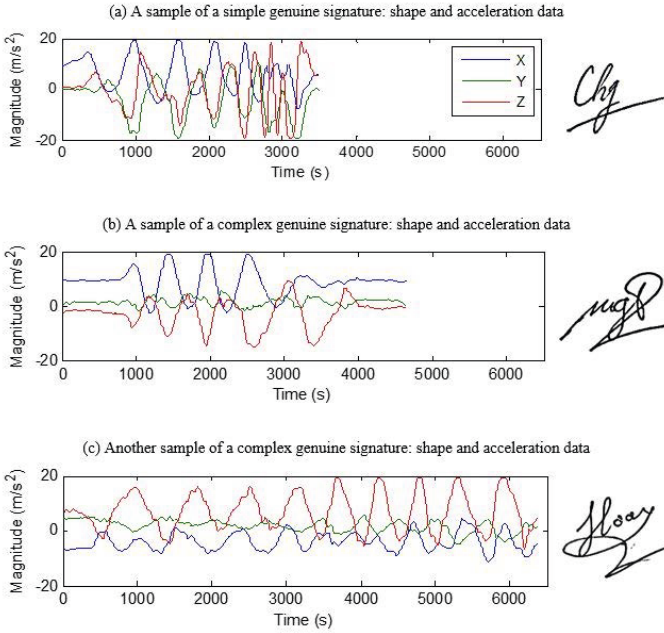 (a) A sample of a simple genuine signature: shape and acceleration data
Magnitude (m/s²)
20
0
-20
X
Y
Z
0 1000 2000 3000 4000 5000 6000
Time (s)
Chg
(b) A sample of a complex genuine signature: shape and acceleration data
Magnitude (m/s²)
20
0
-20
0 1000 2000 3000 4000 5000 6000
Time (s)
(c) Another sample of a complex genuine signature: shape and acceleration data
Magnitude (m/s²)
20
0
-20
0 1000 2000 3000 4000 5000 6000
Time (s)